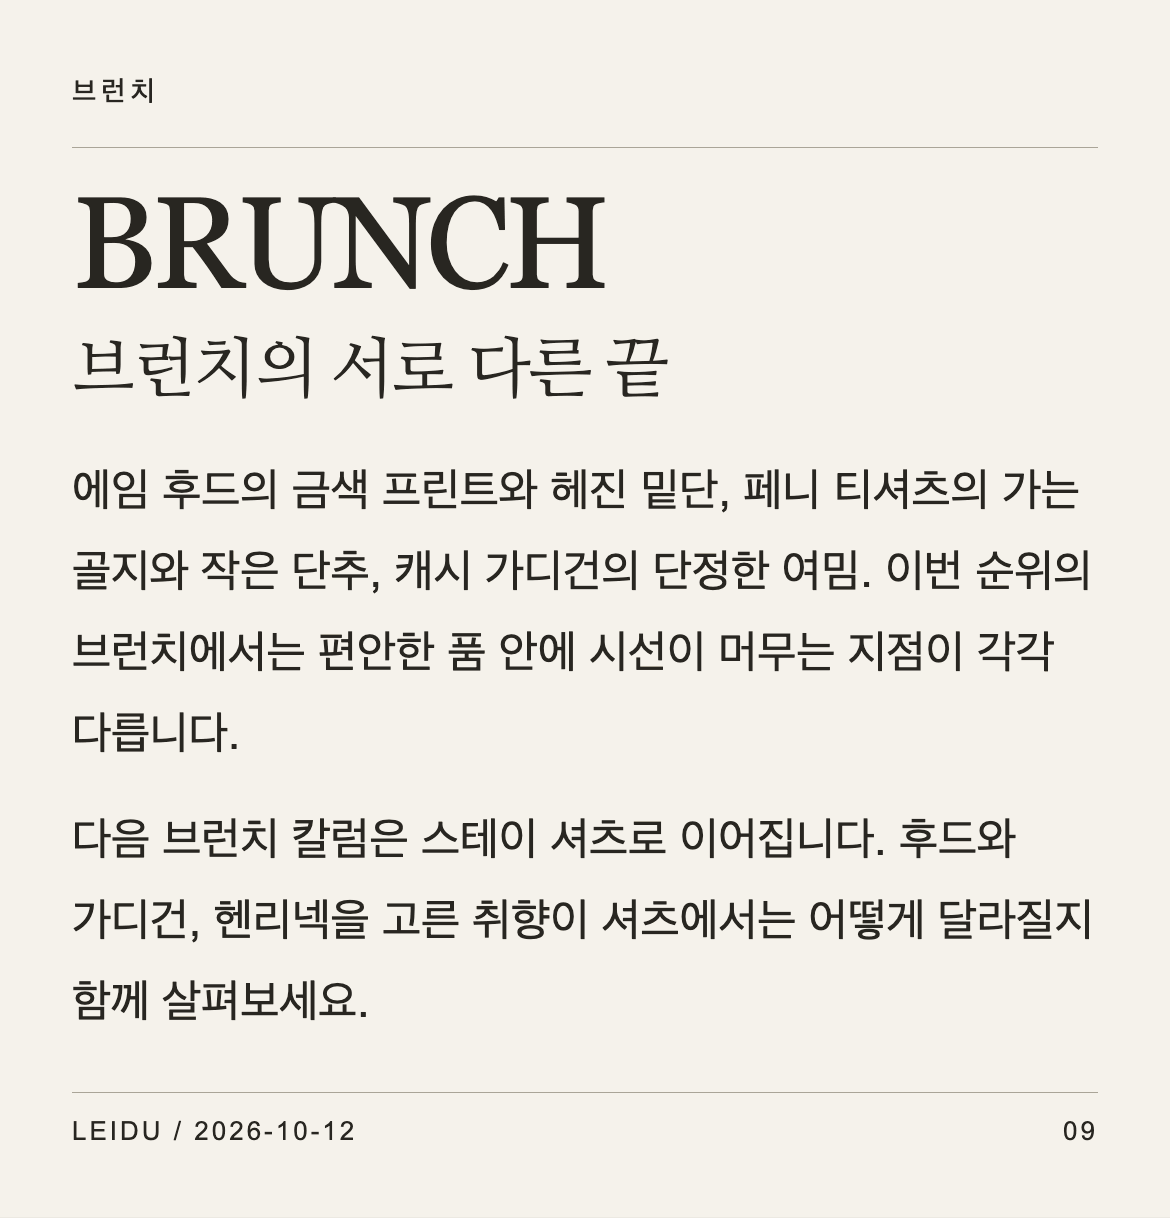 브런치
BRUNCH
브런치의 서로 다른 끝
에임 후드의 금색 프린트와 헤진 밑단, 페니 티셔츠의 가는
골지와 작은 단추, 캐시 가디건의 단정한 여밈. 이번 순위의
브런치에서는 편안한 품 안에 시선이 머무는 지점이 각각
다릅니다.
다음 브런치 칼럼은 스테이 셔츠로 이어집니다. 후드와
가디건, 헨리넥을 고른 취향이 셔츠에서는 어떻게 달라질지
함께 살펴보세요.
LEIDU / 2026-10-12
09